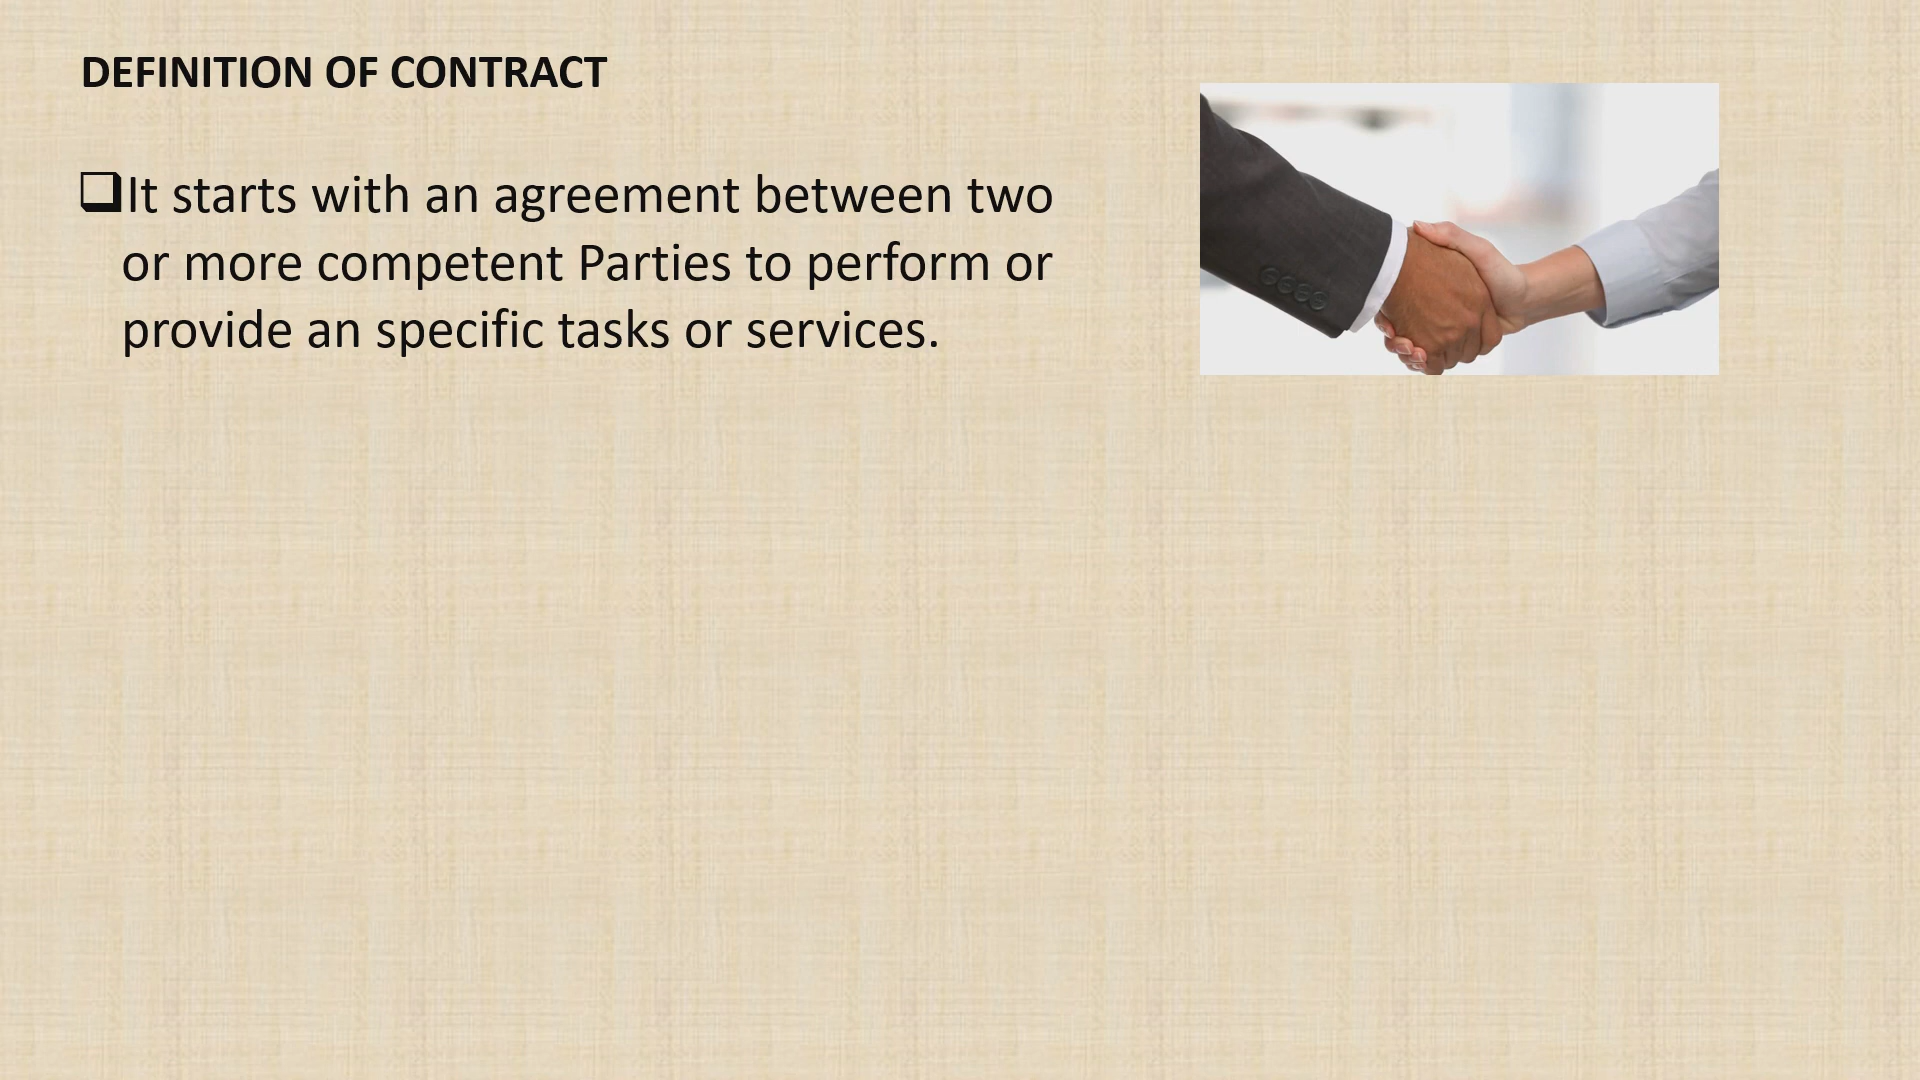 DEFINITION OF CONTRACT
❑It starts with an agreement between two
or more competent Parties to perform or
provide an specific tasks or services.